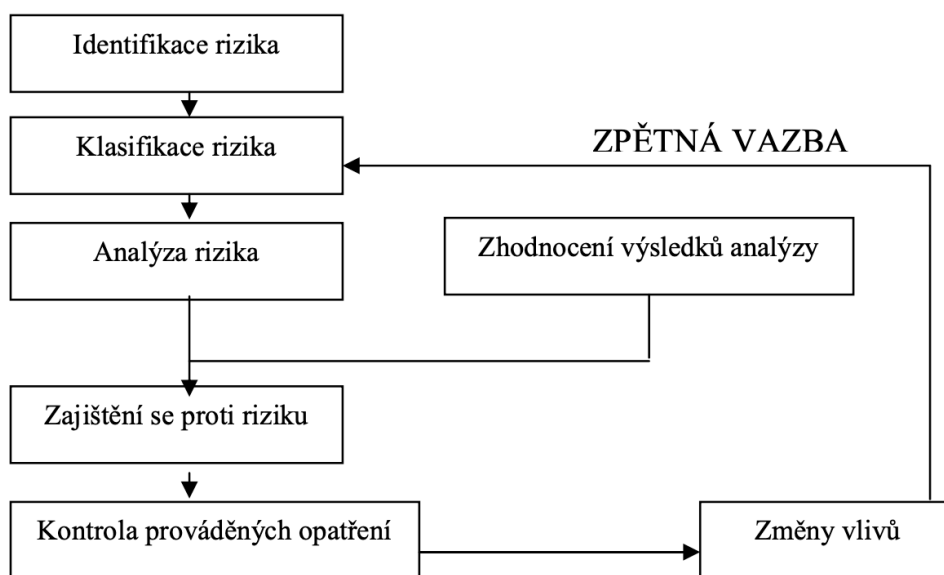 Identifikace rizika
Klasifikace rizika
ZPĚTNÁ VAZBA
Analýza rizika
Zhodnocení výsledků analýzy
Zajištění se proti riziku
Kontrola prováděných opatření
Změny vlivů